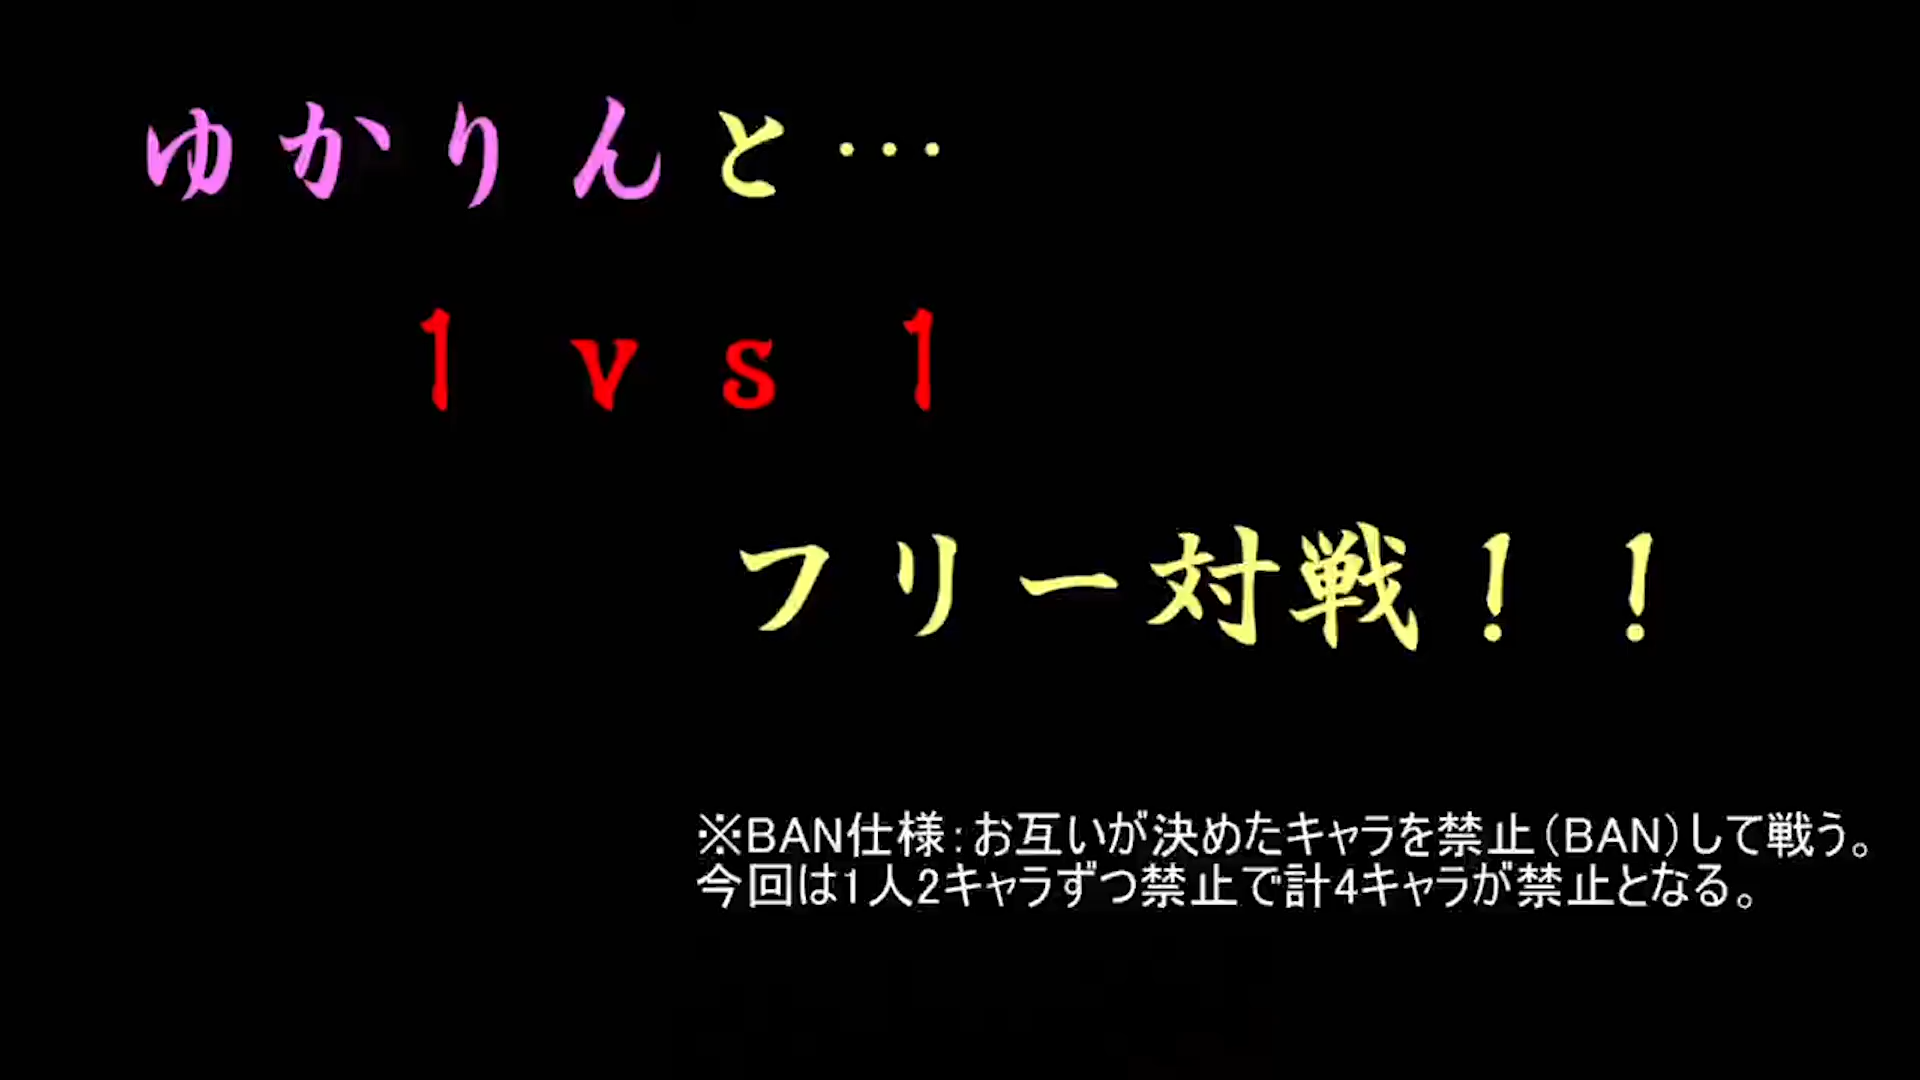 ゆかりんと…
1 vs 1
フリー対戦！！
※BAN仕様：お互いが決めたキャラを禁止（BAN）して戦う。
今回は1人2キャラずつ禁止で計4キャラが禁止となる。